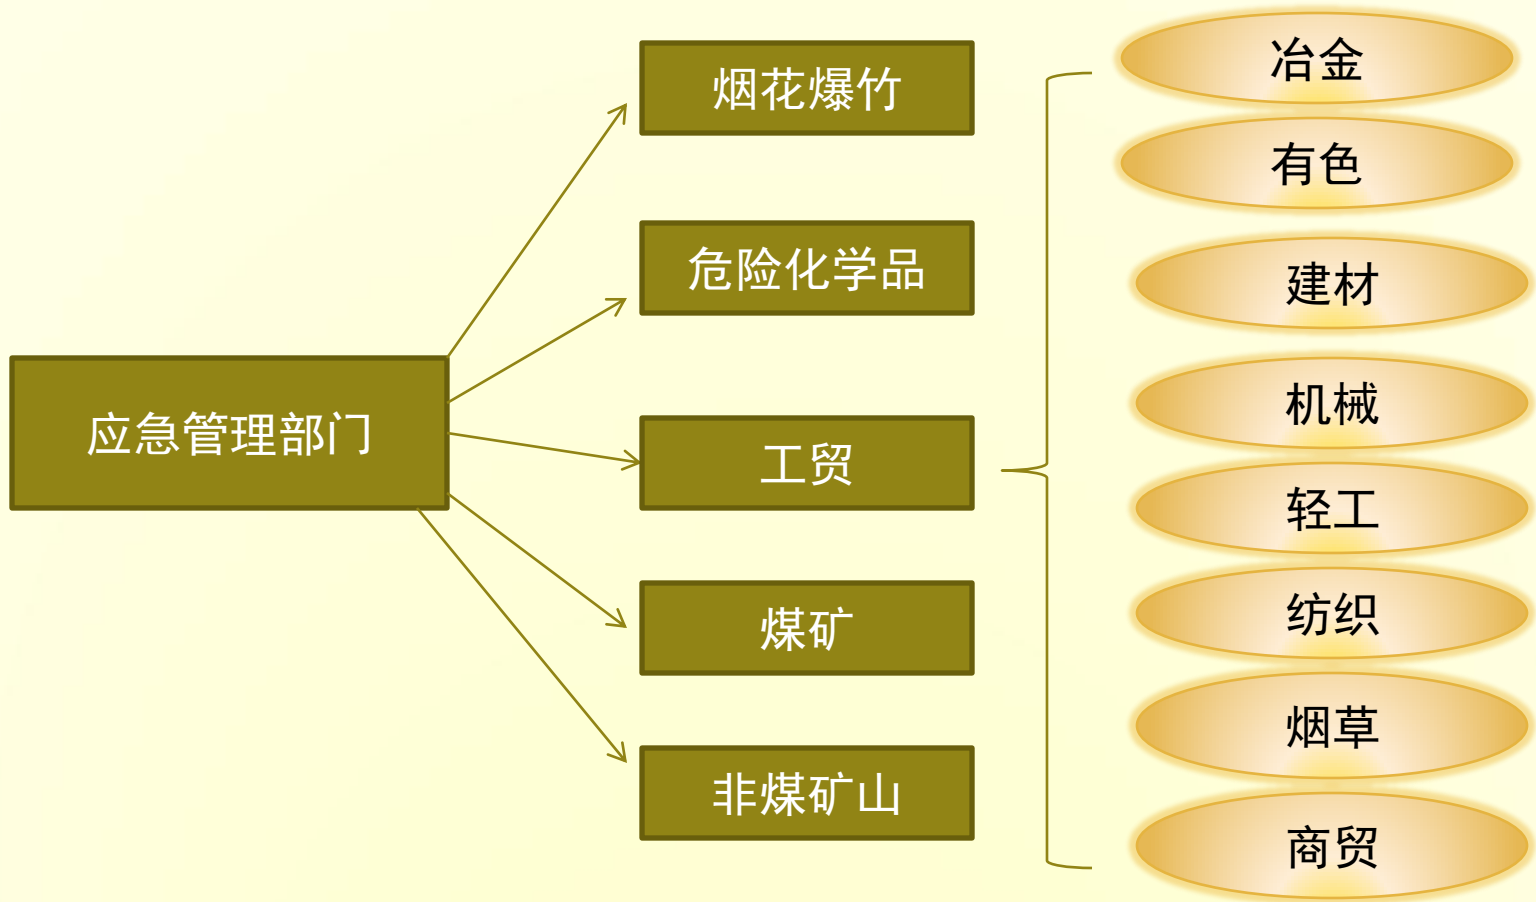 应急管理部门
烟花爆竹
危险化学品
工贸
煤矿
非煤矿山
冶金
有色
建材
机械
轻工
纺织
烟草
商贸